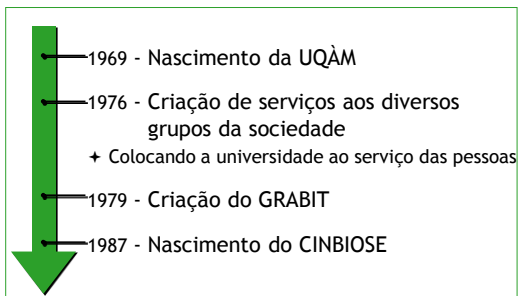 1969 - Nascimento da UQÀM
1976 - Criação de serviços aos diversos
grupos da sociedade
+ Colocando a universidade ao serviço das pessoas
1979 - Criação do GRABIT
1987 - Nascimento do CINBIOSE